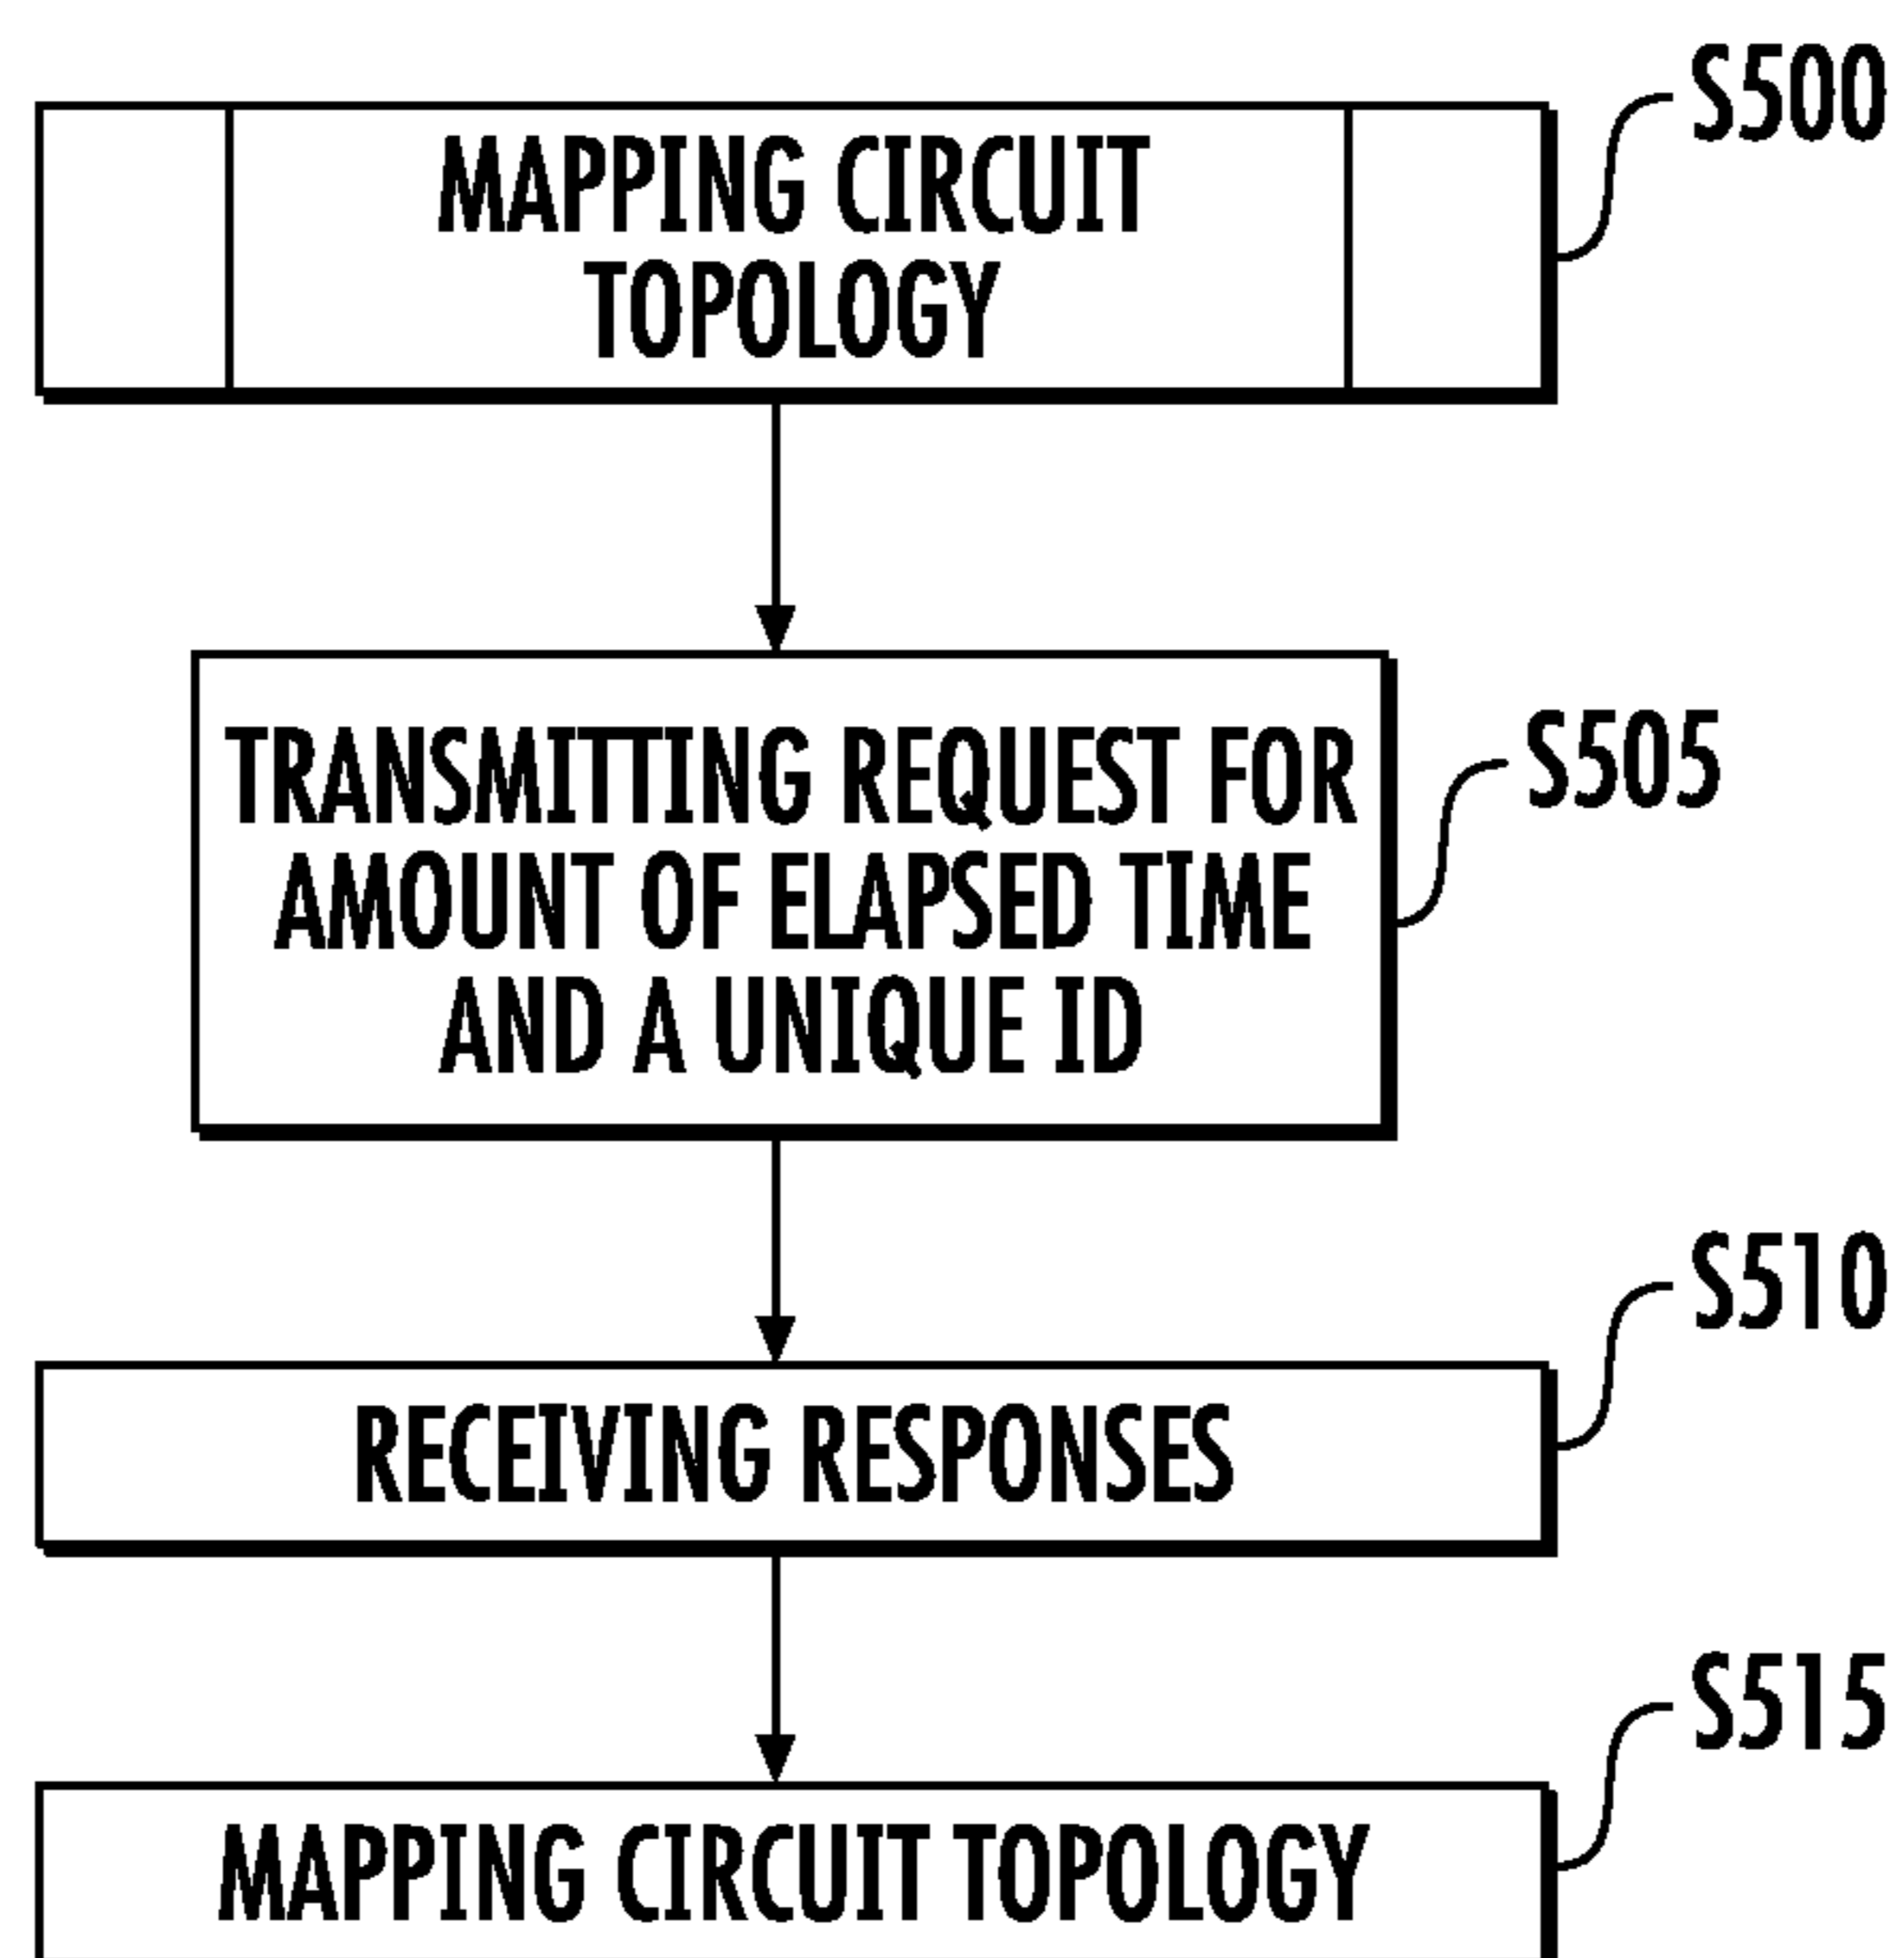 S500
MAPPING CIRCUIT
TOPOLOGY
TRANSMITTING REQUEST FOR
AMOUNT OF ELAPSED TIME
AND A UNIQUE ID
S505
S510
RECEIVING RESPONSES
S515
MAPPING CIRCUIT TOPOLOGY